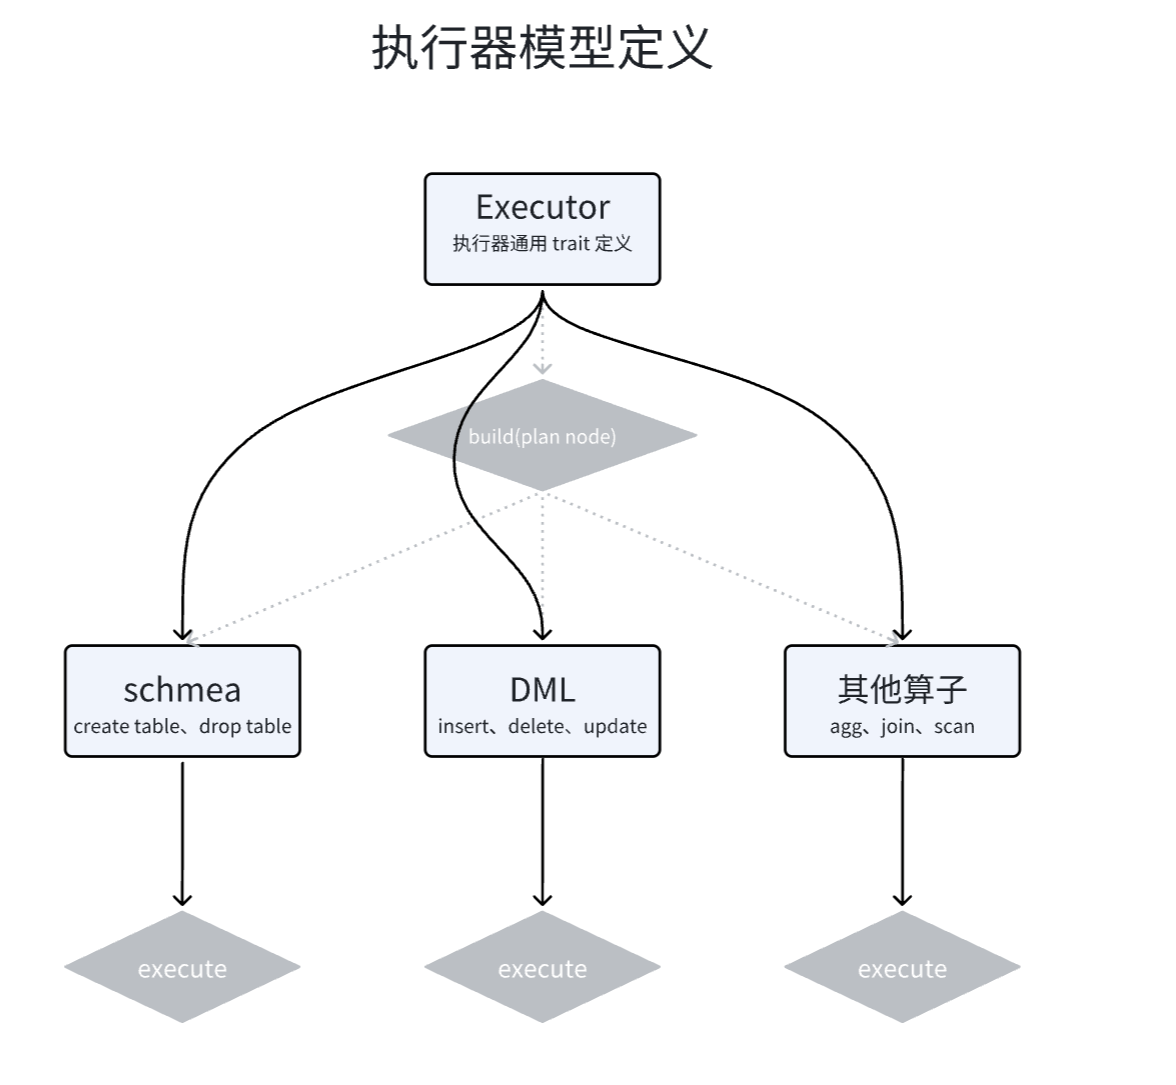 执行器模型定义
Executor
执行器通用 trait 定义
build(plan node)
schmea
create table、drop table
DML
insert、delete、update
其他算子
agg、join、scan
execute
execute
execute